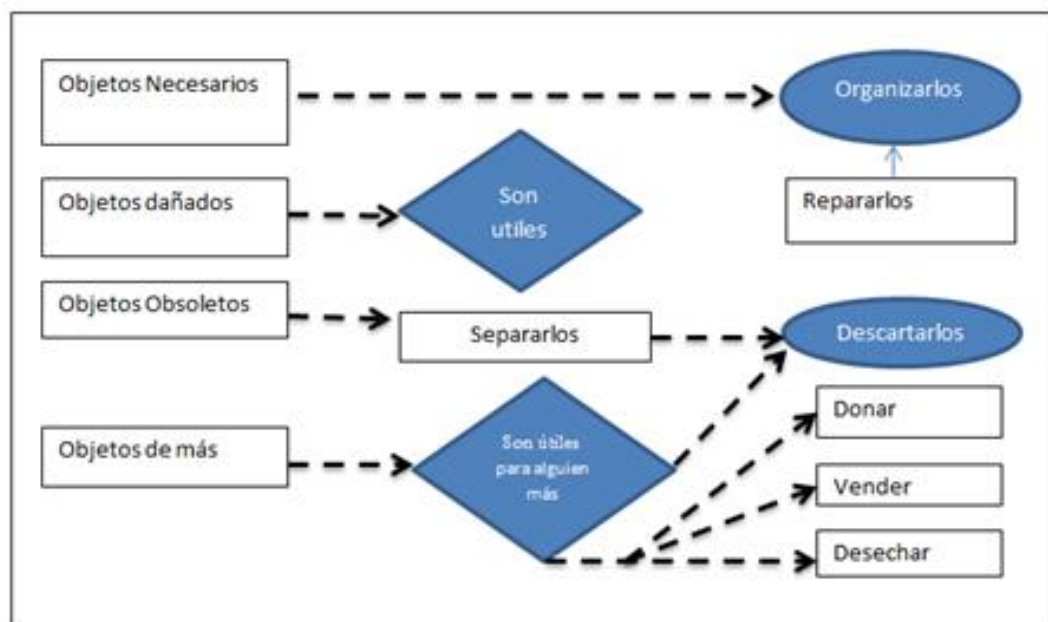 Objetos Necesarios
Organizarlos
Objetos dañados
Son
utiles
Repararlos
Objetos Obsoletos
Separarlos
Descartarlos
Objetos de más
Son útiles
para alguien
más
Donar
Vender
Desechar